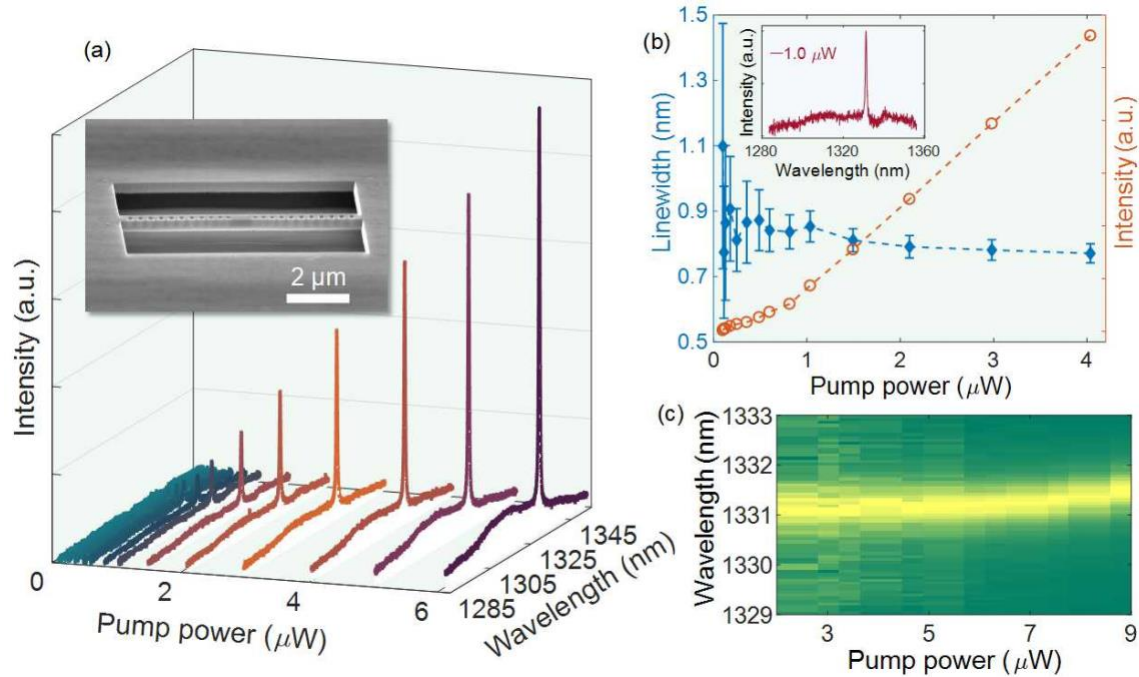 (a)
2 μm
Intensity (a.u.)
0
2
4
6
Pump power (μW)
1285
1305
1325
1345
Wavelength (nm)
(b)
1.5
1.3
1.1
0.9
0.7
0.5
Linewidth (nm)
Intensity (a.u.)
0
1
2
3
4
Pump power (μW)
—1.0 μW
Intensity (a.u.)
1280
1320
1360
Wavelength (nm)
(c)
1333
1332
1331
1330
1329
Wavelength (nm)
3
5
7
9
Pump power (μW)